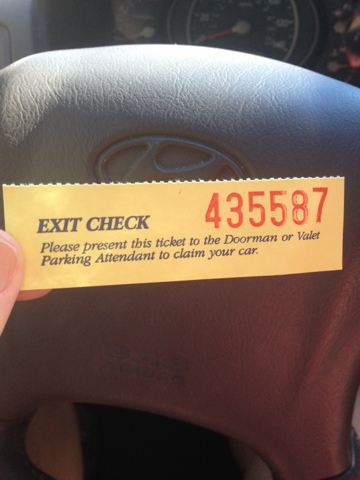 EXIT CHECK 435587
Please present this ticket to the Doorman or Valet
Parking Attendant to claim your car.